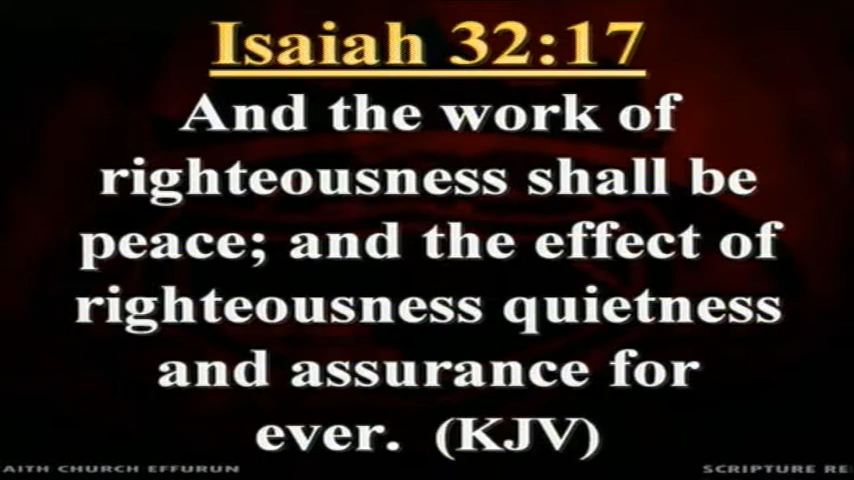 Isaiah 32:17
And the work of
righteousness shall be
peace; and the effect of
righteousness quietness
and assurance for
ever. (KJV)
AITH CHURCH EFFURUN
SCRIPTURE RE